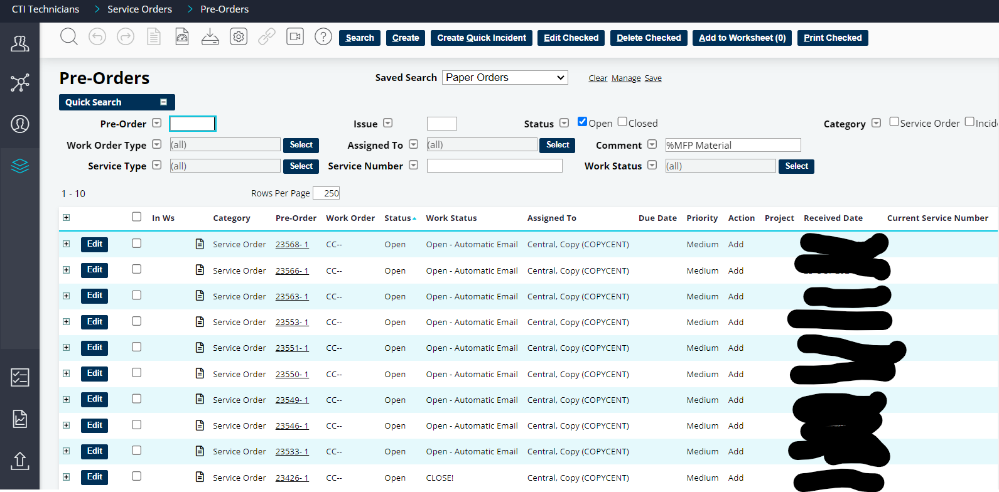 CTI Technicians > Service Orders > Pre-Orders
Search Create Create Quick Incident Edit Checked Delete Checked Add to Worksheet (0) Print Checked
Pre-Orders Saved Search Paper Orders Clear Manage Save
Quick Search
Pre-Order Issue Status Open Closed Category Service Order Incid
Work Order Type (all) Select Assigned To (all) Select Comment %MFP Material
Service Type (all) Select Service Number Work Status (all) Select
1 - 10 Rows Per Page 250
In Ws Category Pre-Order Work Order Status Work Status Assigned To Due Date Priority Action Project Received Date Current Service Number
Edit Service Order 23568- 1 CC-- Open Open - Automatic Email Central, Copy (COPYCENT) Medium Add
Edit Service Order 23566- 1 CC-- Open Open - Automatic Email Central, Copy (COPYCENT) Medium Add
Edit Service Order 23563- 1 CC-- Open Open - Automatic Email Central, Copy (COPYCENT) Medium Add
Edit Service Order 23553- 1 CC-- Open Open - Automatic Email Central, Copy (COPYCENT) Medium Add
Edit Service Order 23551- 1 CC-- Open Open - Automatic Email Central, Copy (COPYCENT) Medium Add
Edit Service Order 23550- 1 CC-- Open Open - Automatic Email Central, Copy (COPYCENT) Medium Add
Edit Service Order 23549- 1 CC-- Open Open - Automatic Email Central, Copy (COPYCENT) Medium Add
Edit Service Order 23546- 1 CC-- Open Open - Automatic Email Central, Copy (COPYCENT) Medium Add
Edit Service Order 23533- 1 CC-- Open Open - Automatic Email Central, Copy (COPYCENT) Medium Add
Edit Service Order 23426- 1 CC-- Open CLOSE! Central, Copy (COPYCENT) Medium Add